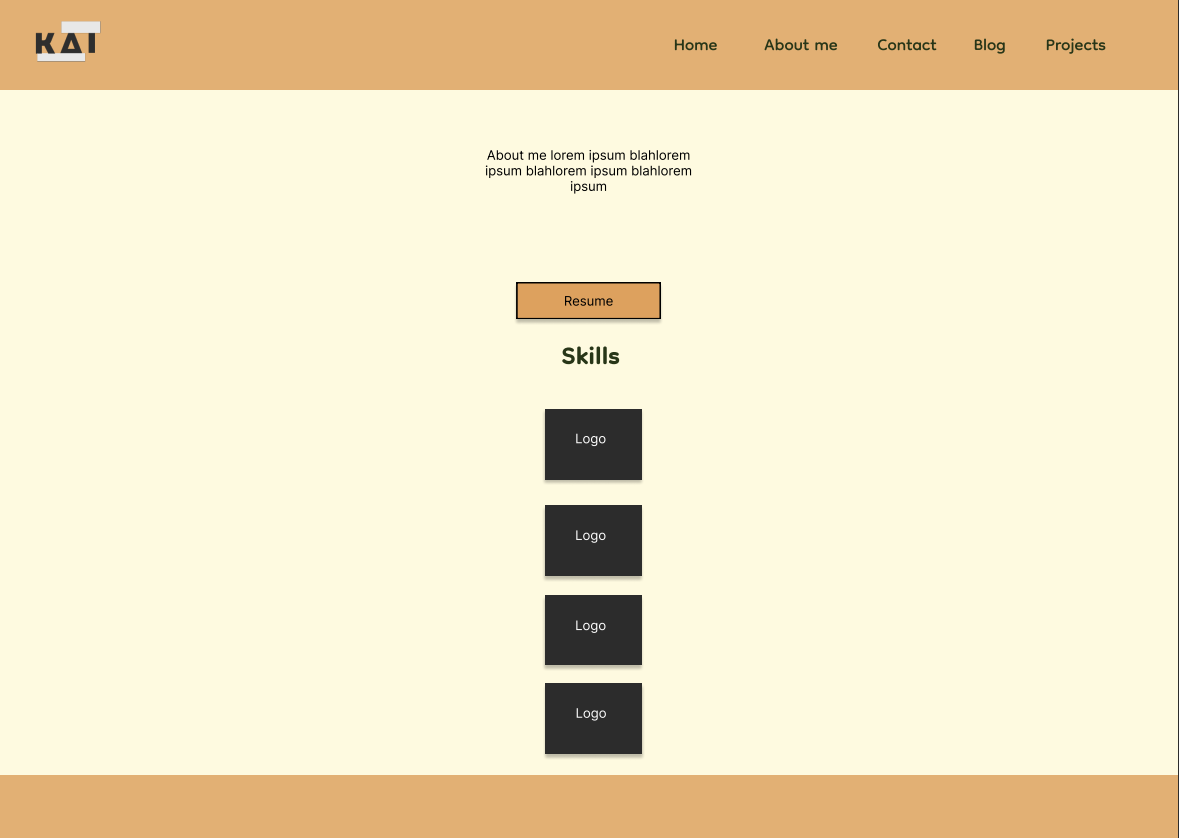 KAI
Home About me Contact Blog Projects
About me lorem ipsum blahlorem
ipsum blahlorem ipsum blahlorem
ipsum
Resume
Skills
Logo
Logo
Logo
Logo